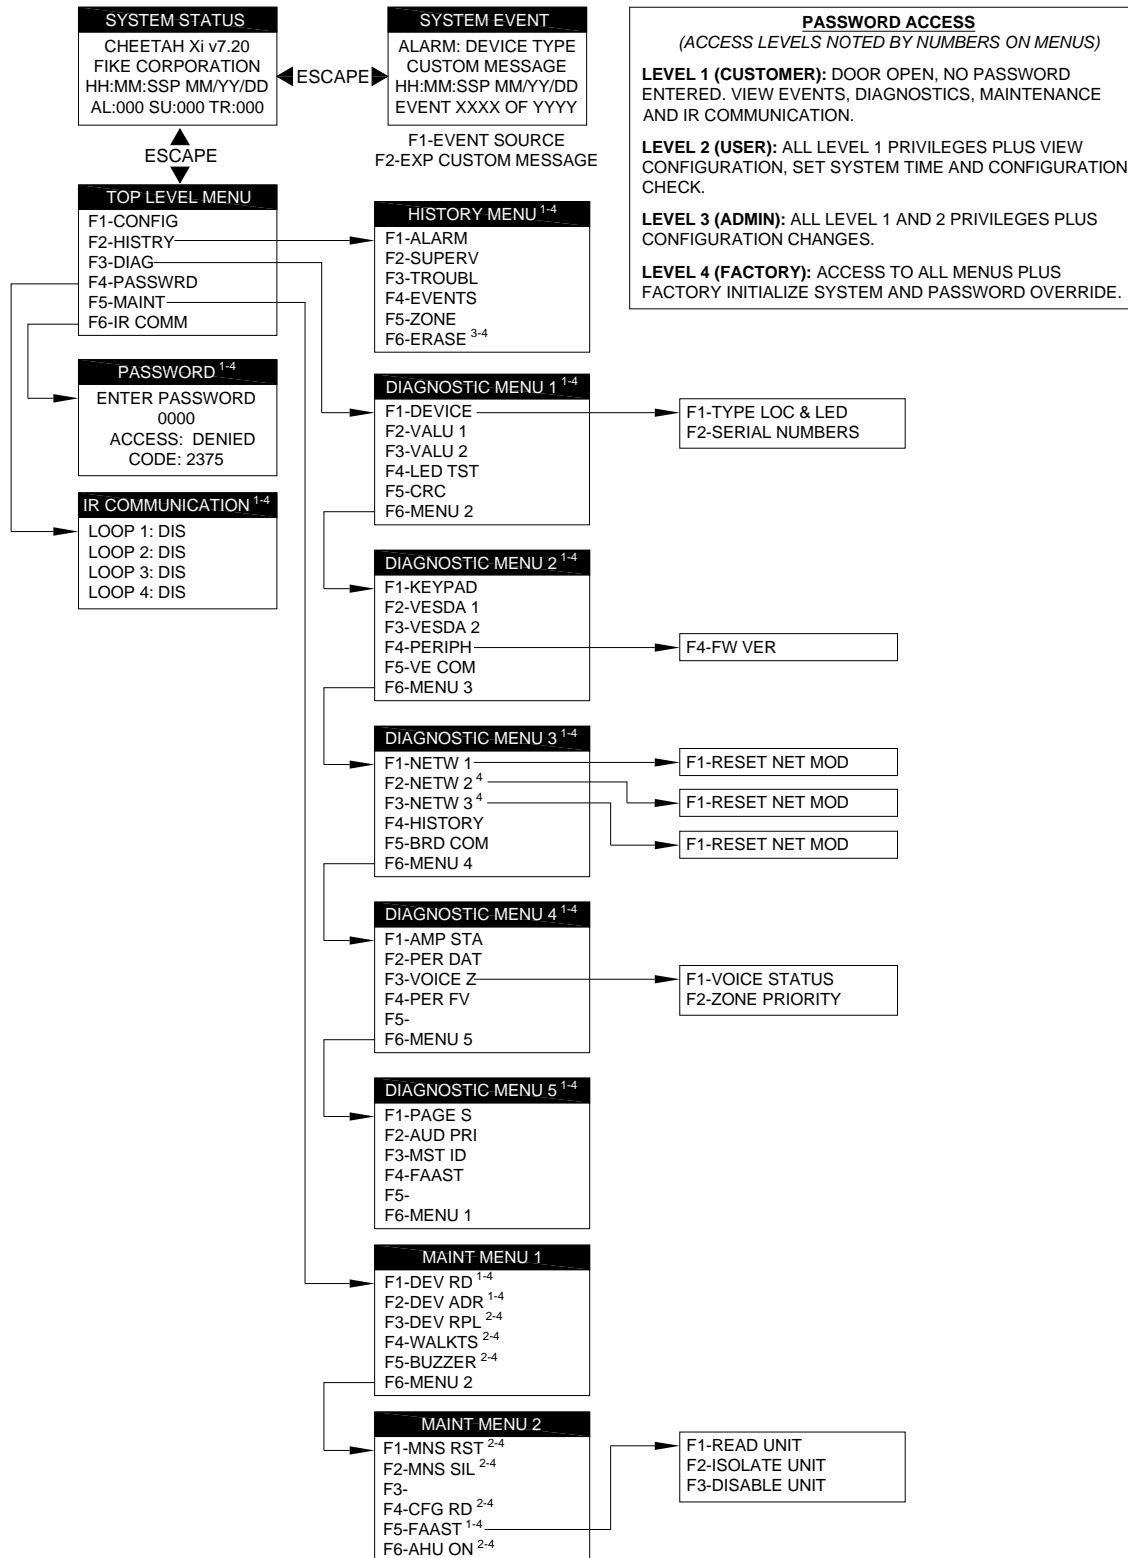 SYSTEM STATUS
CHEETAH Xi v7.20
FIKE CORPORATION
HH:MM:SSP MM/YY/DD
AL:000 SU:000 TR:000
ESCAPE
SYSTEM EVENT
ALARM: DEVICE TYPE
CUSTOM MESSAGE
HH:MM:SSP MM/YY/DD
EVENT XXXX OF YYYY
F1-EVENT SOURCE
F2-EXP CUSTOM MESSAGE
PASSWORD ACCESS
(ACCESS LEVELS NOTED BY NUMBERS ON MENUS)
LEVEL 1 (CUSTOMER): DOOR OPEN, NO PASSWORD
ENTERED. VIEW EVENTS, DIAGNOSTICS, MAINTENANCE
AND IR COMMUNICATION.
LEVEL 2 (USER): ALL LEVEL 1 PRIVILEGES PLUS VIEW
CONFIGURATION, SET SYSTEM TIME AND CONFIGURATION
CHECK.
LEVEL 3 (ADMIN): ALL LEVEL 1 AND 2 PRIVILEGES PLUS
CONFIGURATION CHANGES.
LEVEL 4 (FACTORY): ACCESS TO ALL MENUS PLUS
FACTORY INITIALIZE SYSTEM AND PASSWORD OVERRIDE.
ESCAPE
TOP LEVEL MENU
F1-CONFIG
F2-HISTRY
F3-DIAG
F4-PASSWRD
F5-MAINT
F6-IR COMM
PASSWORD 1-4
ENTER PASSWORD
0000
ACCESS: DENIED
CODE: 2375
IR COMMUNICATION 1-4
LOOP 1: DIS
LOOP 2: DIS
LOOP 3: DIS
LOOP 4: DIS
HISTORY MENU 1-4
F1-ALARM
F2-SUPERV
F3-TROUBL
F4-EVENTS
F5-ZONE
F6-ERASE 3-4
DIAGNOSTIC MENU 1 1-4
F1-DEVICE
F2-VALU 1
F3-VALU 2
F4-LED TST
F5-CRC
F6-MENU 2
F1-TYPE LOC & LED
F2-SERIAL NUMBERS
DIAGNOSTIC MENU 2 1-4
F1-KEYPAD
F2-VESDA 1
F3-VESDA 2
F4-PERIPH
F5-VE COM
F6-MENU 3
F4-FW VER
DIAGNOSTIC MENU 3 1-4
F1-NETW 1
F2-NETW 2 4
F3-NETW 3 4
F4-HISTORY
F5-BRD COM
F6-MENU 4
F1-RESET NET MOD
F1-RESET NET MOD
F1-RESET NET MOD
DIAGNOSTIC MENU 4 1-4
F1-AMP STA
F2-PER DAT
F3-VOICE Z
F4-PER FV
F5-
F6-MENU 5
F1-VOICE STATUS
F2-ZONE PRIORITY
DIAGNOSTIC MENU 5 1-4
F1-PAGE S
F2-AUD PRI
F3-MST ID
F4-FAAST
F5-
F6-MENU 1
MAINT MENU 1
F1-DEV RD 1-4
F2-DEV ADR 1-4
F3-DEV RPL 2-4
F4-WALKTS 2-4
F5-BUZZER 2-4
F6-MENU 2
MAINT MENU 2
F1-MNS RST 2-4
F2-MNS SIL 2-4
F3-
F4-CFG RD 2-4
F5-FAAST 1-4
F6-AHU ON 2-4
F1-READ UNIT
F2-ISOLATE UNIT
F3-DISABLE UNIT